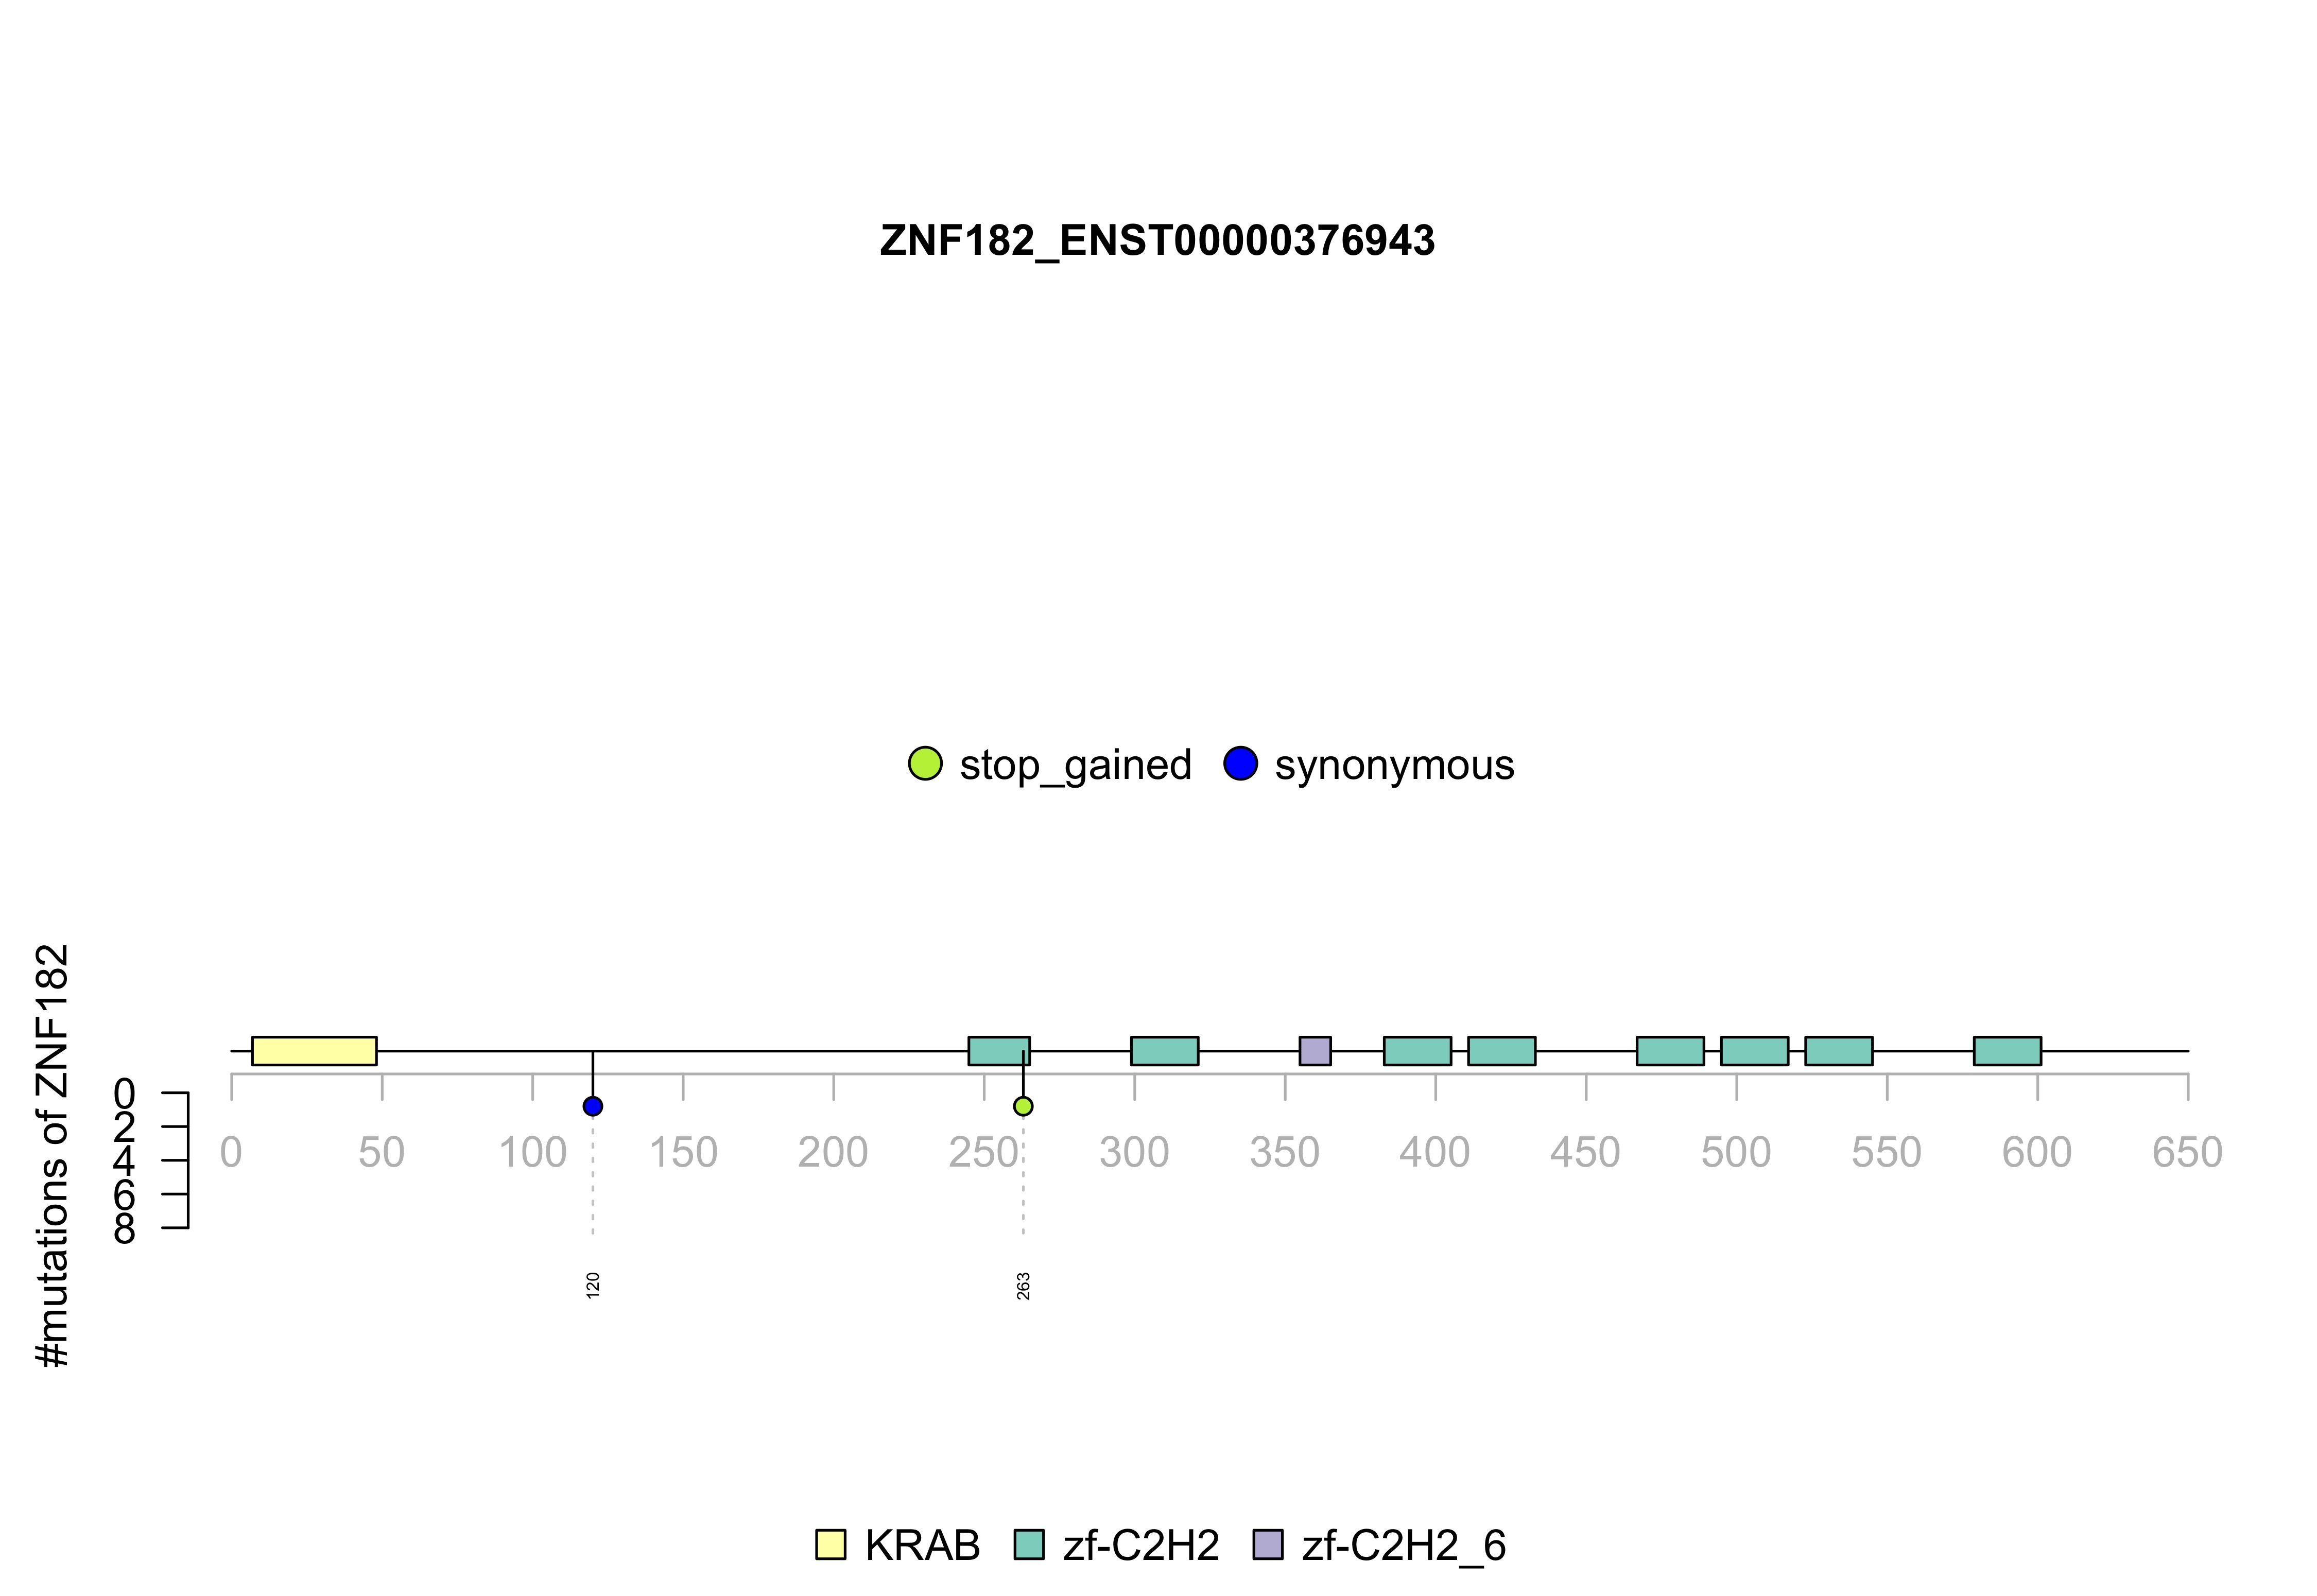 ZNF182_ENST00000376943
stop_gained synonymous
#mutations of ZNF182
0
2
4
6
8
0 50 100 150 200 250 300 350 400 450 500 550 600 650
120 263
KRAB zf-C2H2 zf-C2H2_6